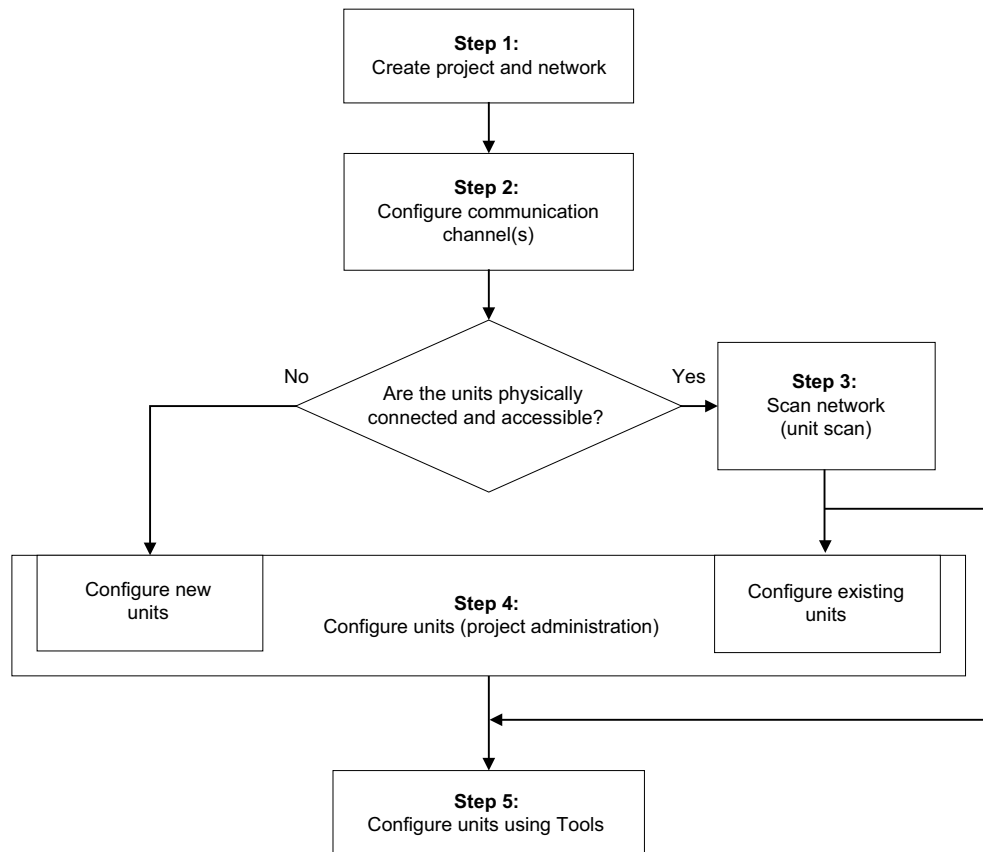 Step 1:
Create project and network
Step 2:
Configure communication
channel(s)
No
Are the units physically
connected and accessible?
Yes
Step 3:
Scan network
(unit scan)
Configure new
units
Step 4:
Configure units (project administration)
Configure existing
units
Step 5:
Configure units using Tools